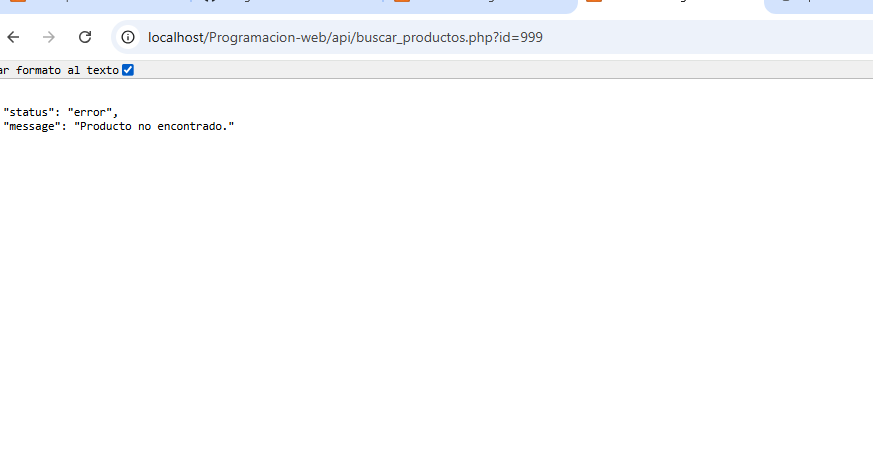 localhost/Programacion-web/api/buscar_productos.php?id=999
ar formato al texto
"status": "error",
"message": "Producto no encontrado."